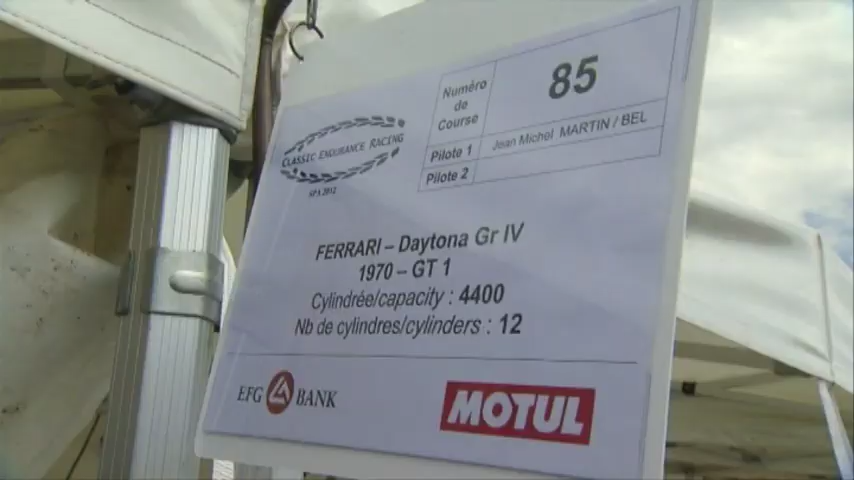 CLASSIC ENDURANCE RACING
SPA 2012
Numéro de Course
85
Pilote 1
Jean Michel MARTIN / BEL
Pilote 2
FERRARI – Daytona Gr IV
1970 – GT 1
Cylindrée/capacity : 4400
Nb de cylindres/cylinders : 12
EFG BANK
MOTUL